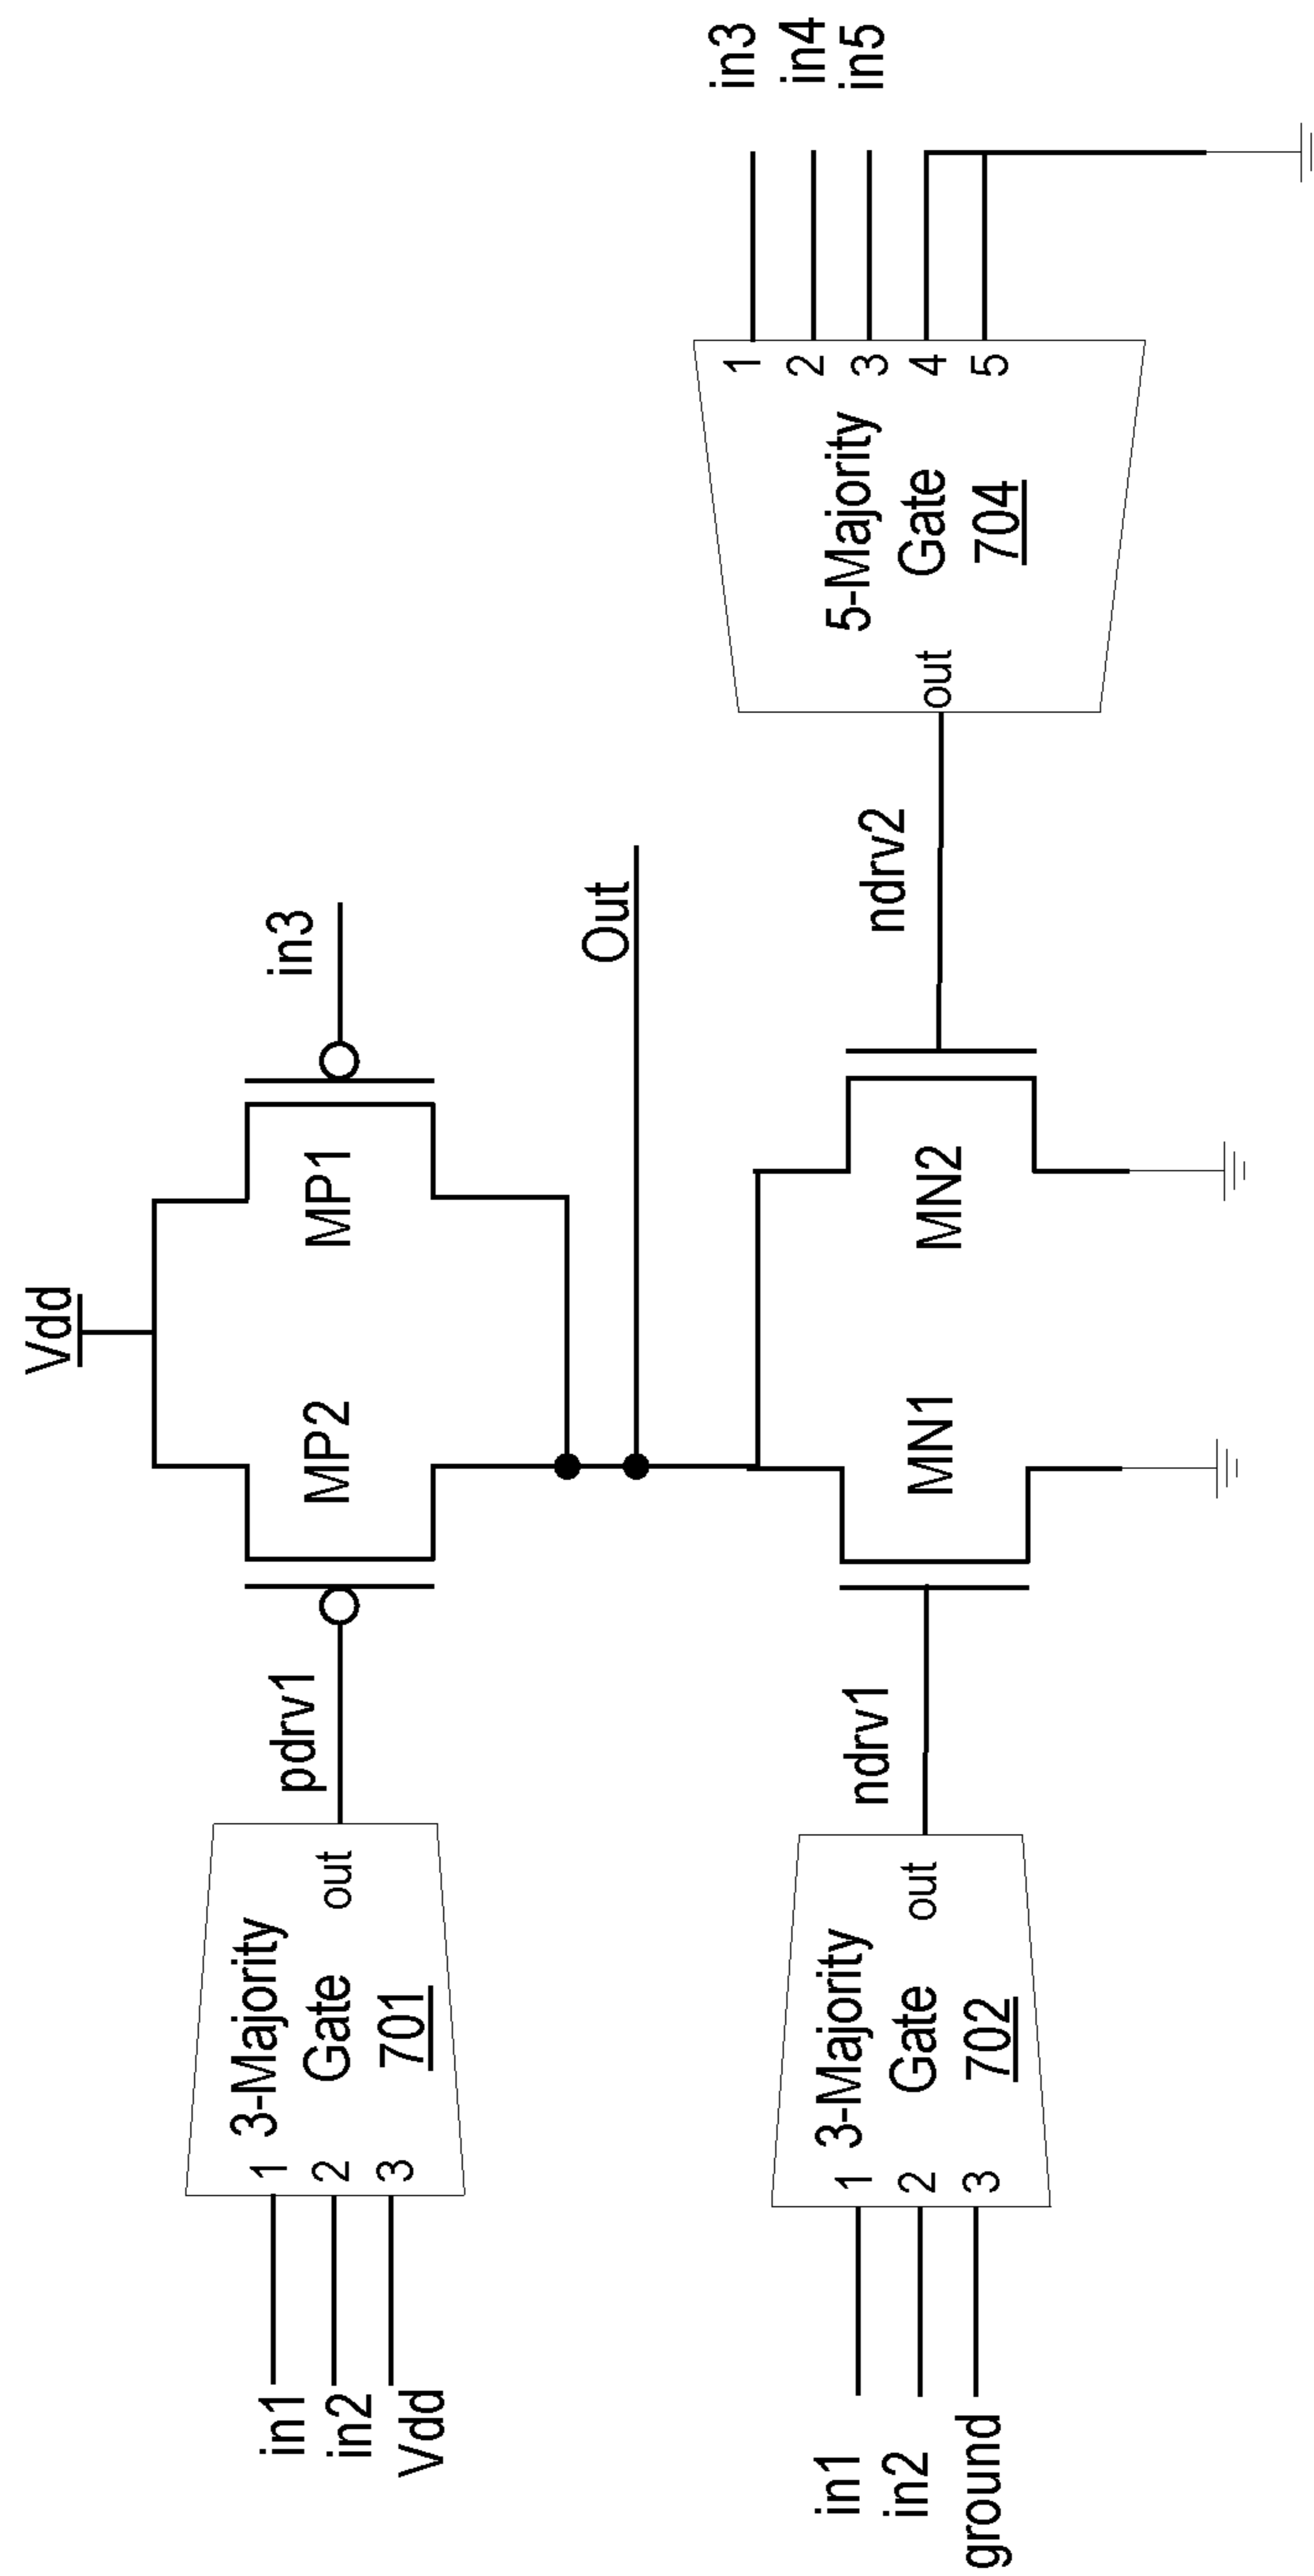 Vdd
in1
in2
Vdd
1
2
3
3-Majority
Gate
701
out
pdrv1
MP2
MP1
in3
Out
in1
in2
ground
1
2
3
3-Majority
Gate
702
out
ndrv1
MN1
MN2
ndrv2
out
5-Majority
Gate
704
1
2
3
4
5
in3
in4
in5